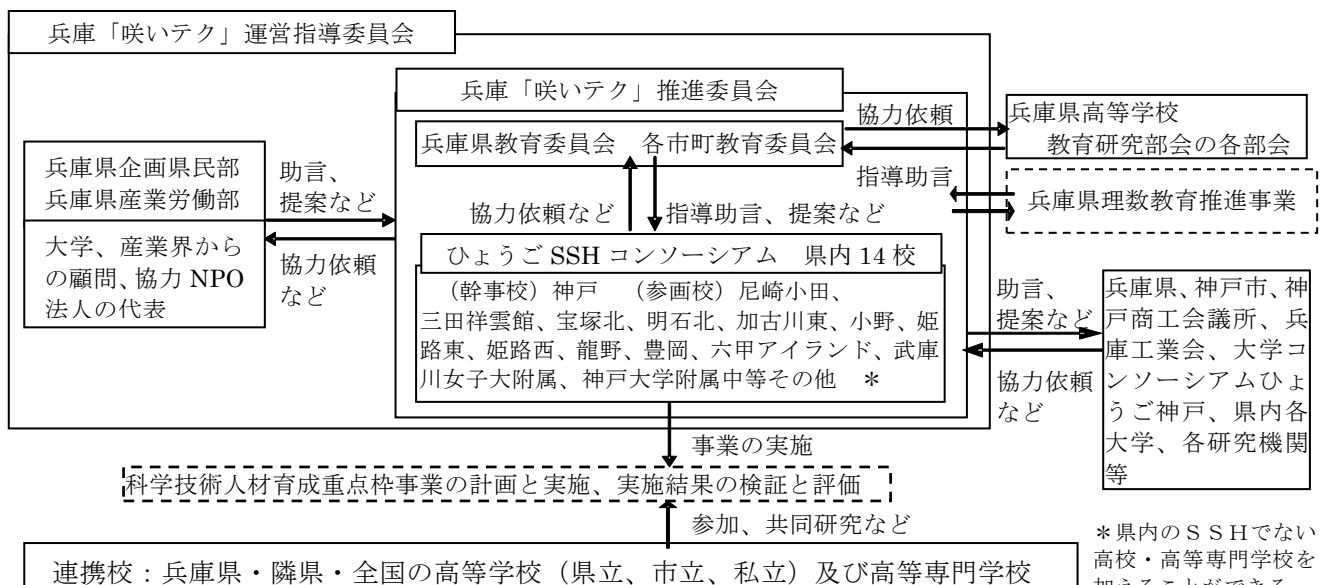 兵庫「咲いテク」運営指導委員会
兵庫「咲いテク」推進委員会
兵庫県教育委員会　各市町教育委員会
協力依頼
指導助言
兵庫県高等学校
教育研究部会の各部会
兵庫県理数教育推進事業
兵庫県企画県民部
兵庫県産業労働部
大学、産業界から
の顧問、協力 NPO
法人の代表
助言、
提案など
協力依頼
など
協力依頼など
指導助言、提案など
ひょうご SSH コンソーシアム　県内 14 校
（幹事校）神戸　（参画校）尼崎小田、
三田祥雲館、宝塚北、明石北、加古川東、小野、姫
路東、姫路西、龍野、豊岡、六甲アイランド、武庫
川女子大附属、神戸大学附属中等その他　＊
助言、
提案など
協力依頼
など
兵庫県、神戸市、神
戸商工会議所、兵
庫工業会、大学コ
ンソーシアムひょ
うご神戸、県内各
大学、各研究機関
等
事業の実施
科学技術人材育成重点枠事業の計画と実施、実施結果の検証と評価
参加、共同研究など
連携校：兵庫県・隣県・全国の高等学校（県立、市立、私立）及び高等専門学校
＊県内のＳＳＨでない
高校・高等専門学校を
加えることができる